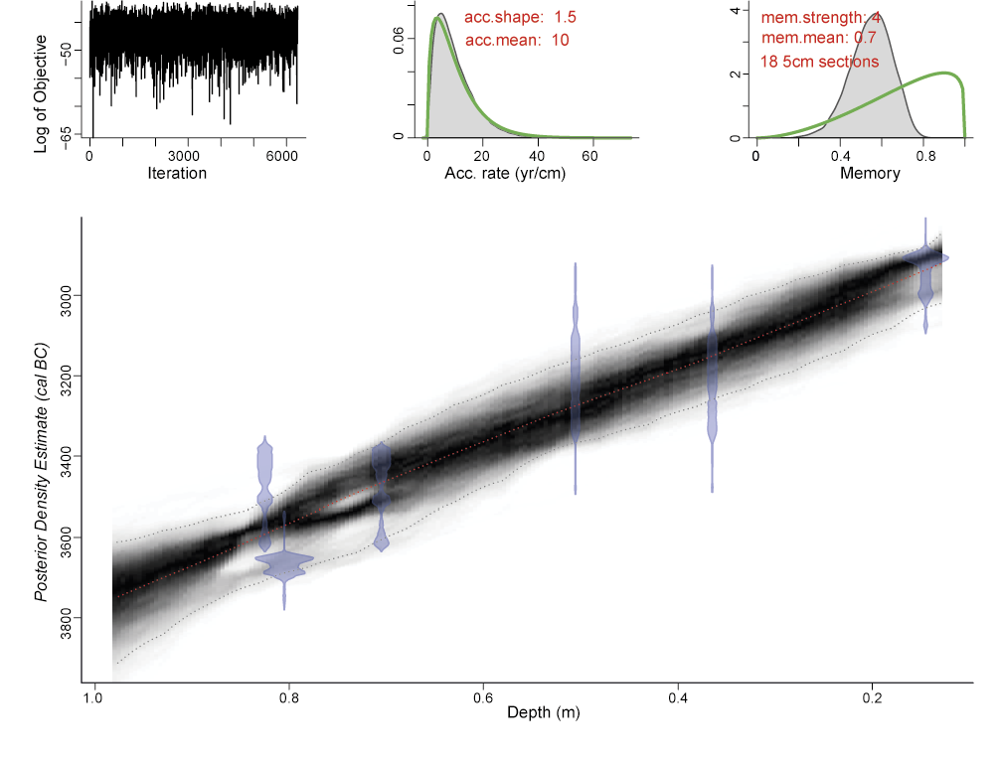 Log of Objective
-50
-65
0
3000
6000
Iteration
0.06
0
acc.shape: 1.5
acc.mean: 10
0
20
40
60
Acc. rate (yr/cm)
4
2
0
mem.strength: 4
mem.mean: 0.7
18 5cm sections
0
0.4
0.8
Memory
Posterior Density Estimate (cal BC)
3000
3200
3400
3600
3800
1.0
0.8
0.6
0.4
0.2
Depth (m)